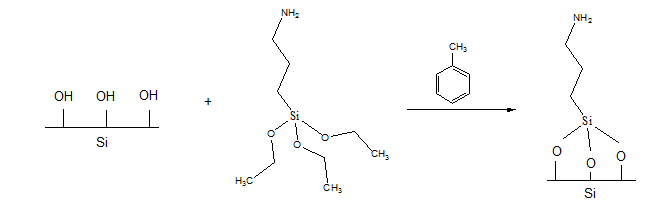 OH OH OH
Si
+
NH₂
Si
O O O
H₃C
CH₃
CH₃
CH₃
NH₂
Si
O O O
Si